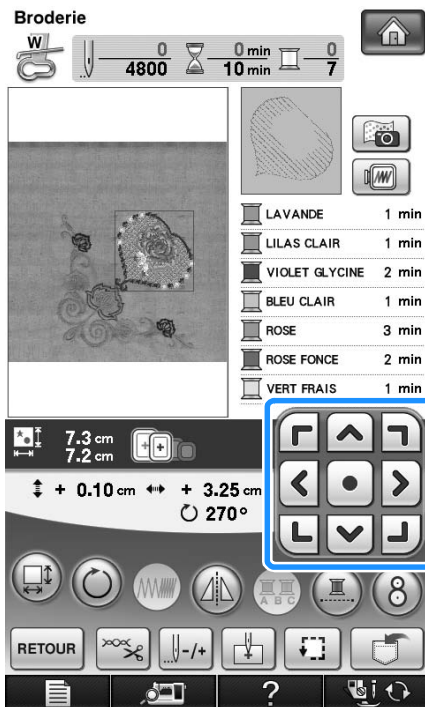 Broderie
W
0 0 min 0
4800 10 min 7
LAVANDE 1 min
LILAS CLAIR 1 min
VIOLET GLYCINE 2 min
BLEU CLAIR 1 min
ROSE 3 min
ROSE FONCE 2 min
VERT FRAIS 1 min
7.3 cm
7.2 cm
+ 0.10 cm + 3.25 cm
270°
A B C
8
RETOUR
-/+
?